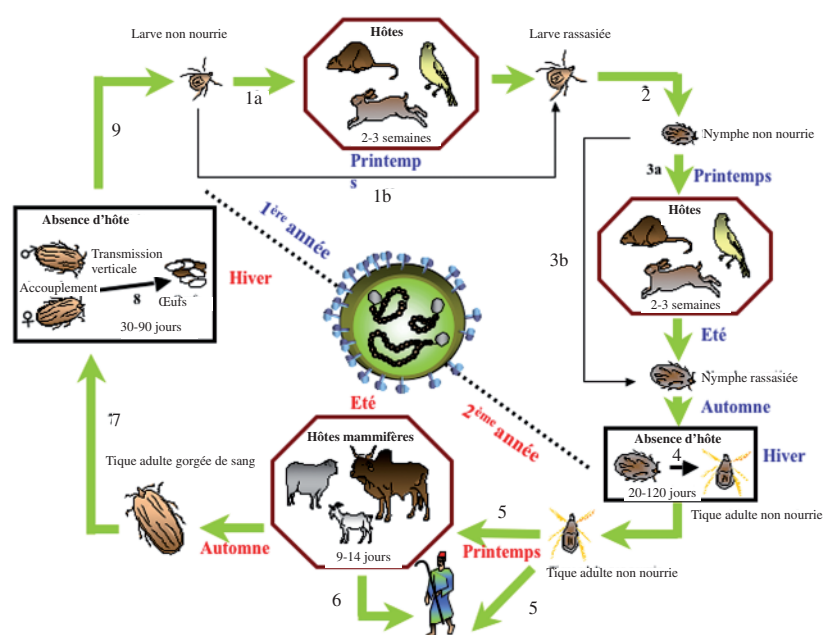 Larve non nourrie
Hôtes
Larve rassasiée
1a
2
9
2-3 semaines
Nymphe non nourrie
Printemp
s
1b
3a
Printemps
Absence d'hôte
1ère année
Hôtes
♂
Transmission
verticale
3b
Hiver
Accouplement
8
Œufs
♀
2-3 semaines
30-90 jours
Eté
Eté
Nymphe rassasiée
2ème année
Automne
7
Hôtes mammifères
Absence d'hôte
4
Hiver
Tique adulte gorgée de sang
20-120 jours
5
Tique adulte non nourrie
Automne
9-14 jours
Printemps
Tique adulte non nourrie
6
5